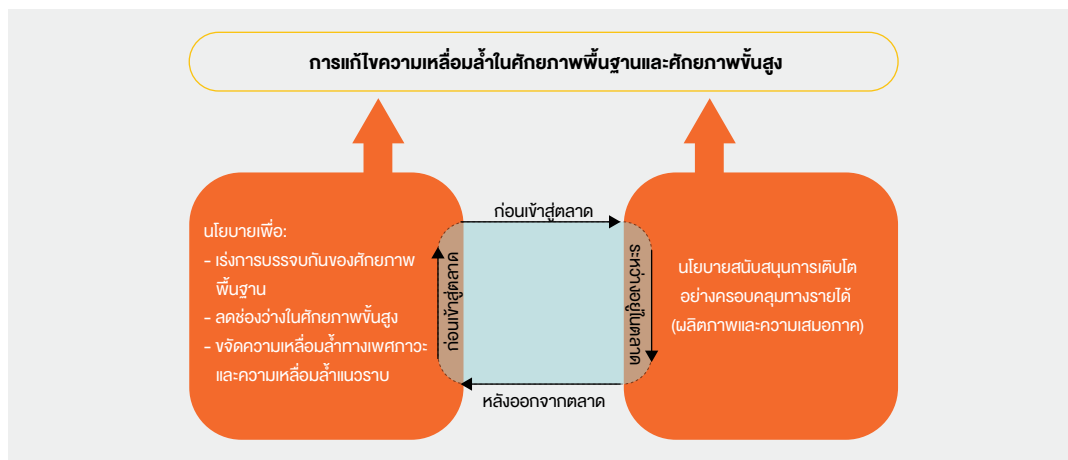 การแก้ไขความเหลื่อมล้ำในศักยภาพพื้นฐานและศักยภาพขั้นสูง
นโยบายเพื่อ:
- เร่งการบรรจบกันของศักยภาพ
พื้นฐาน
- ลดช่องว่างในศักยภาพขั้นสูง
- ขจัดความเหลื่อมล้ำทางเพศภาวะ
และความเหลื่อมล้ำแนวราบ
ก่อนเข้าสู่ตลาด
ก่อนเข้าสู่ตลาด
ระหว่างอยู่ในตลาด
หลังออกจากตลาด
นโยบายสนับสนุนการเติบโต
อย่างครอบคลุมทางรายได้
(ผลิตภาพและความเสมอภาค)